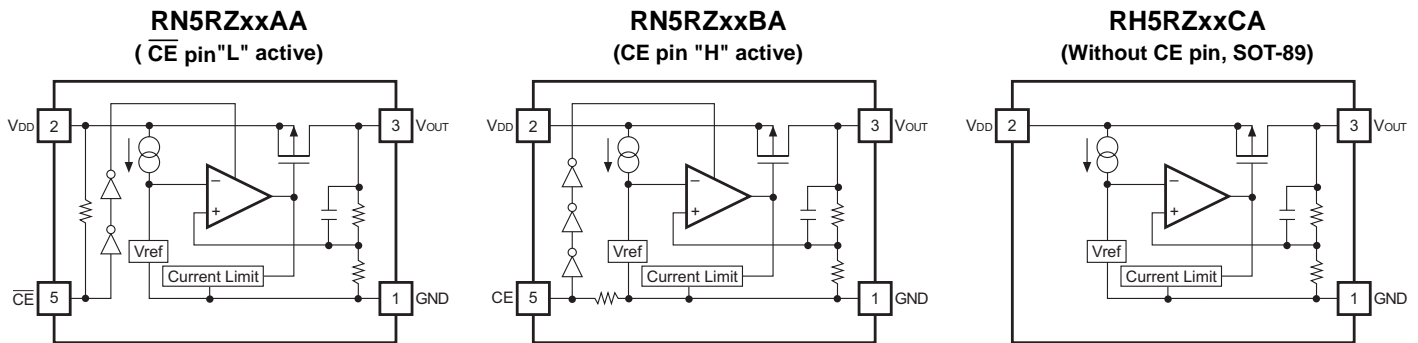 RN5RZxxAA
( CE pin"L" active)
VDD 2
3 VOUT
−
+
Vref
Current Limit
CE 5
1 GND
RN5RZxxBA
(CE pin "H" active)
VDD 2
3 VOUT
−
+
Vref
Current Limit
CE 5
1 GND
RH5RZxxCA
(Without CE pin, SOT-89)
VDD 2
3 VOUT
−
+
Vref
Current Limit
1 GND